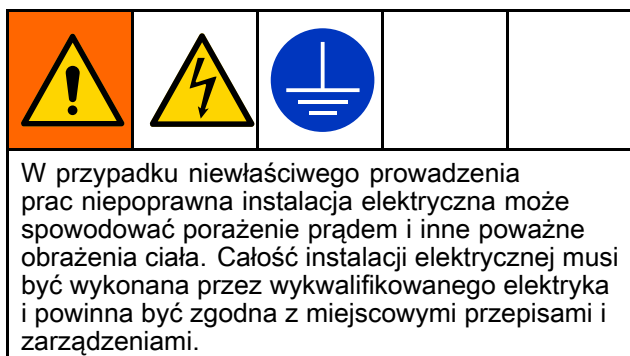 W przypadku niewłaściwego prowadzenia
prac niepoprawna instalacja elektryczna może
spowodować porażenie prądem i inne poważne
obrażenia ciała. Całość instalacji elektrycznej musi
być wykonana przez wykwalifikowanego elektryka
i powinna być zgodna z miejscowymi przepisami i
zarządzeniami.